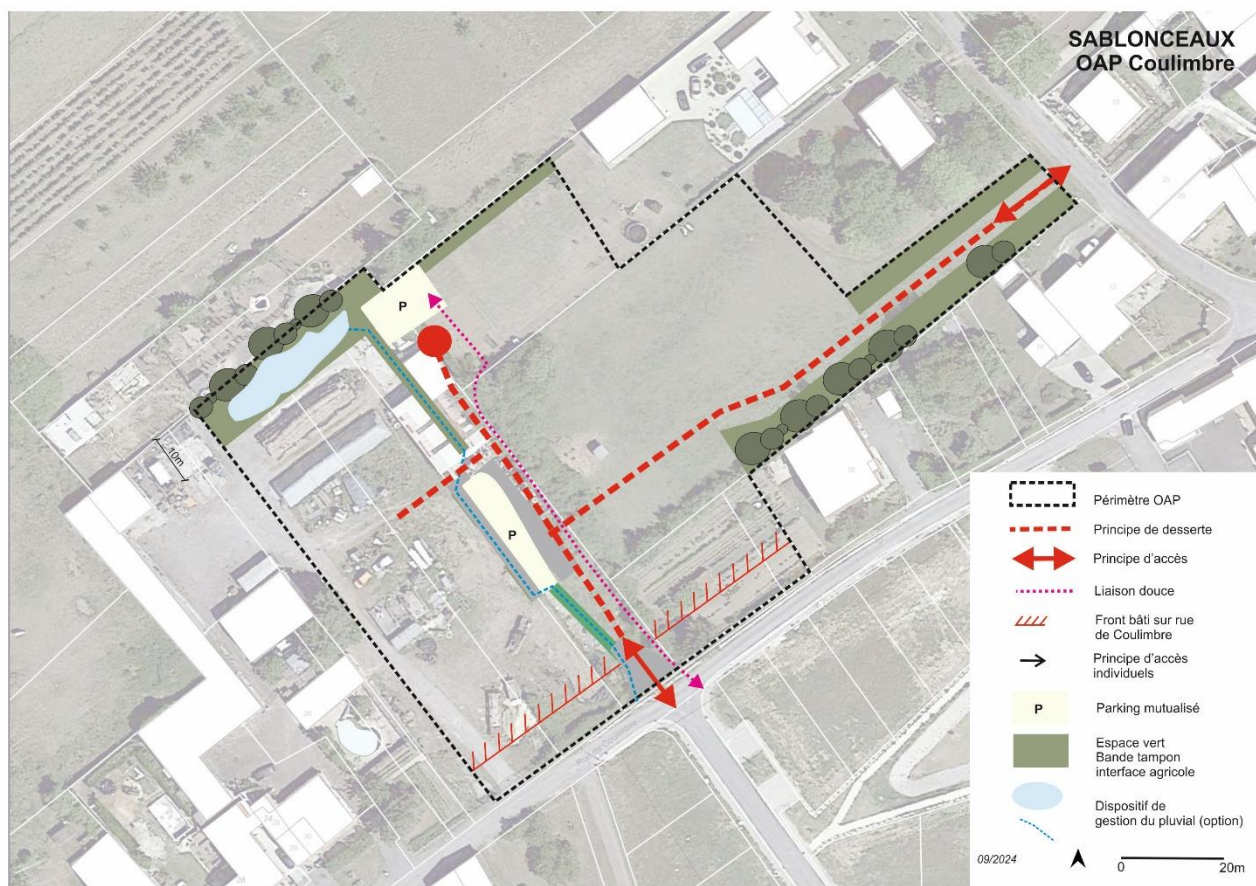 SABLONCEAUX
OAP Coulimbre
P
P
10m
Périmètre OAP
Principe de desserte
Principe d'accès
Liaison douce
Front bâti sur rue
de Coulimbre
Principe d'accès
individuels
P
Parking mutualisé
Espace vert
Bande tampon
interface agricole
Dispositif de
gestion du pluvial (option)
09/2024
0
20m